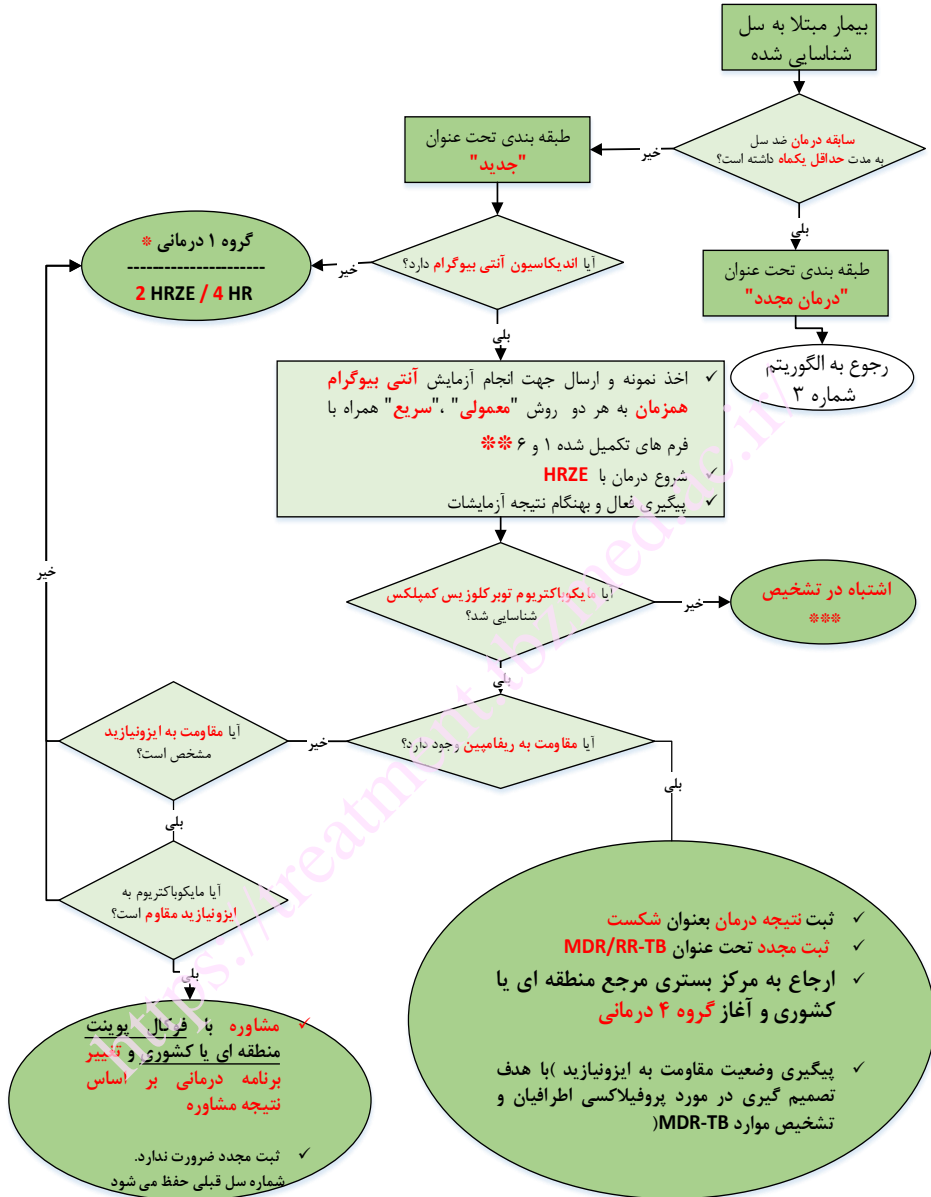 بیمار مبتلا به سل
شناسایی شده
سابقه درمان ضد سل
به مدت حداقل یکماه داشته است؟
خیر
طبقه بندی تحت عنوان
"جدید"
بلی
طبقه بندی تحت عنوان
"درمان مجدد"
رجوع به الگوریتم
شماره ۳
آیا اندیکاسیون آنتی بیوگرام دارد؟
خیر
گروه ۱ درمانی *
----------------------
2 HRZE / 4 HR
بلی
✓ اخذ نمونه و ارسال جهت انجام آزمایش آنتی بیوگرام
همزمان به هر دو روش "معمولی" ،"سریع" همراه با
فرم های تکمیل شده ۱ و ۶ **
✓ شروع درمان با HRZE
✓ پیگیری فعال و بهنگام نتیجه آزمایشات
آیا مایکوباکتریوم توبرکلوزیس کمپلکس
شناسایی شد؟
خیر
اشتباه در تشخیص
***
بلی
آیا مقاومت به ریفامپین وجود دارد؟
خیر
آیا مقاومت به ایزونیازید
مشخص است؟
خیر
بلی
بلی
آیا مایکوباکتریوم به
ایزونیازید مقاوم است؟
بلی
✓ ثبت نتیجه درمان بعنوان شکست
✓ ثبت مجدد تحت عنوان MDR/RR-TB
✓ ارجاع به مرکز بستری مرجع منطقه ای یا
کشوری و آغاز گروه ۴ درمانی
✓ پیگیری وضعیت مقاومت به ایزونیازید )با هدف
تصمیم گیری در مورد پروفیلاکسی اطرافیان و
تشخیص موارد MDR-TB(
✓ مشاوره با فوکال پوینت
منطقه ای یا کشوری و تغییر
برنامه درمانی بر اساس
نتیجه مشاوره
✓ ثبت مجدد ضرورت ندارد.
شماره سل قبلی حفظ می شود
https://treatment.tbzmed.ac.ir/